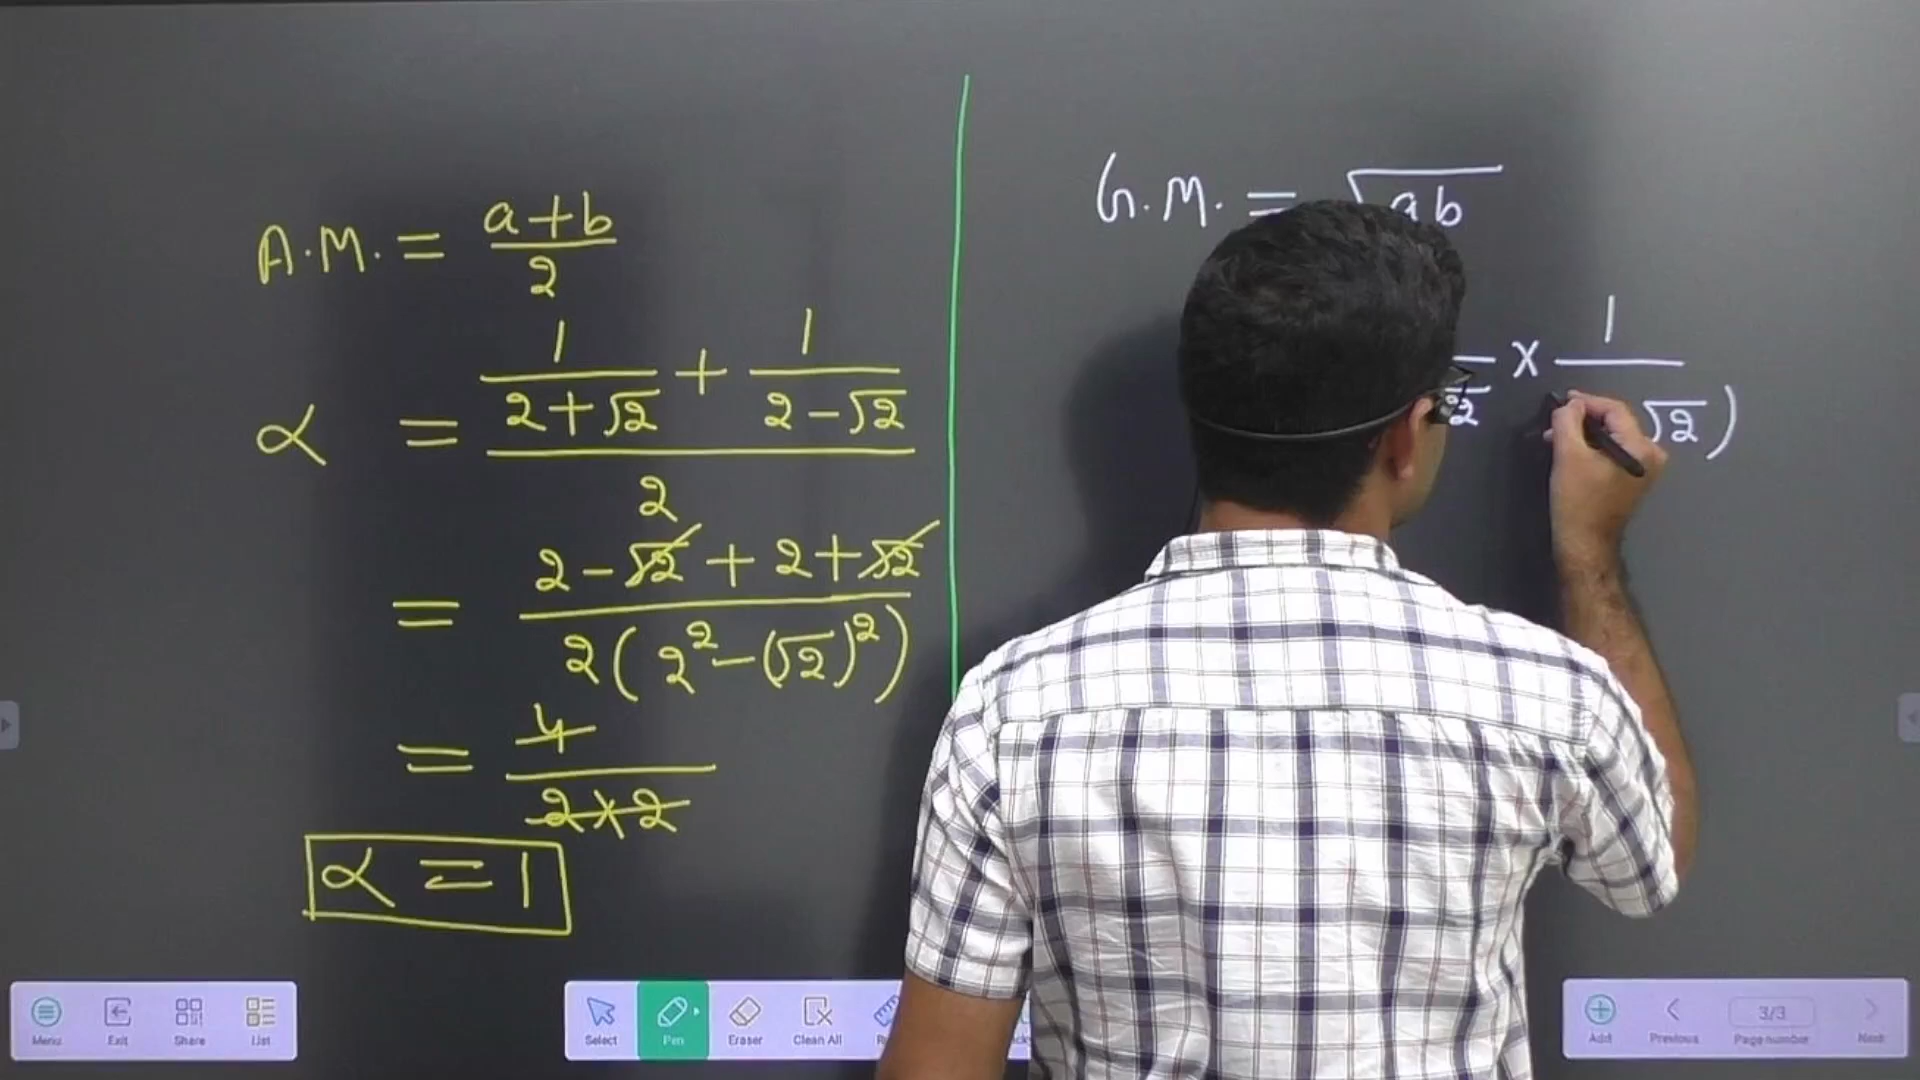 A.M. = a+b
2
α = 1/(2+√2) + 1/(2-√2)
2
= 2-√2 + 2+√2
2(2²-(√2)²)
= 4
2×2
α = 1
G.M. = √ab
× 1
√2)
Menu Exit Share List
Select Pen Eraser Clean All
Add Previous 3/3 Page number Next